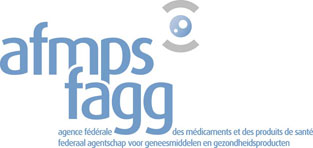 afmps
fagg
agence fédérale des médicaments et des produits de santé
federaal agentschap voor geneesmiddelen en gezondheidsproducten